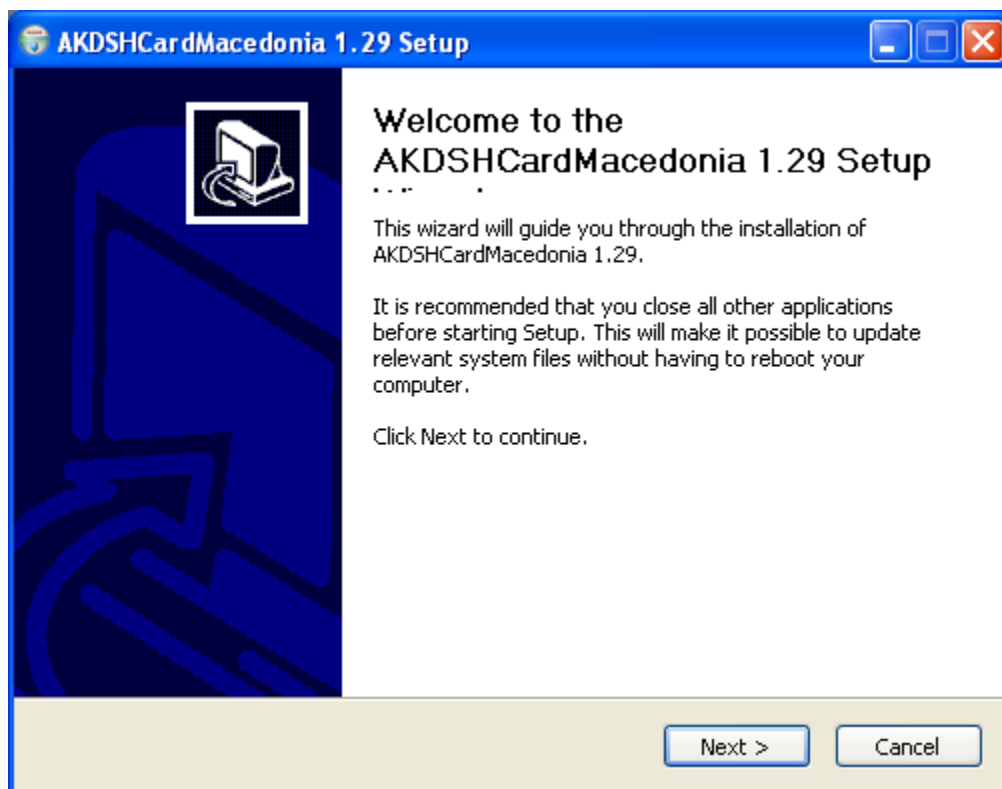 AKDSHCardMacedonia 1.29 Setup
Welcome to the
AKDSHCardMacedonia 1.29 Setup
This wizard will guide you through the installation of
AKDSHCardMacedonia 1.29.
It is recommended that you close all other applications
before starting Setup. This will make it possible to update
relevant system files without having to reboot your
computer.
Click Next to continue.
Next >
Cancel